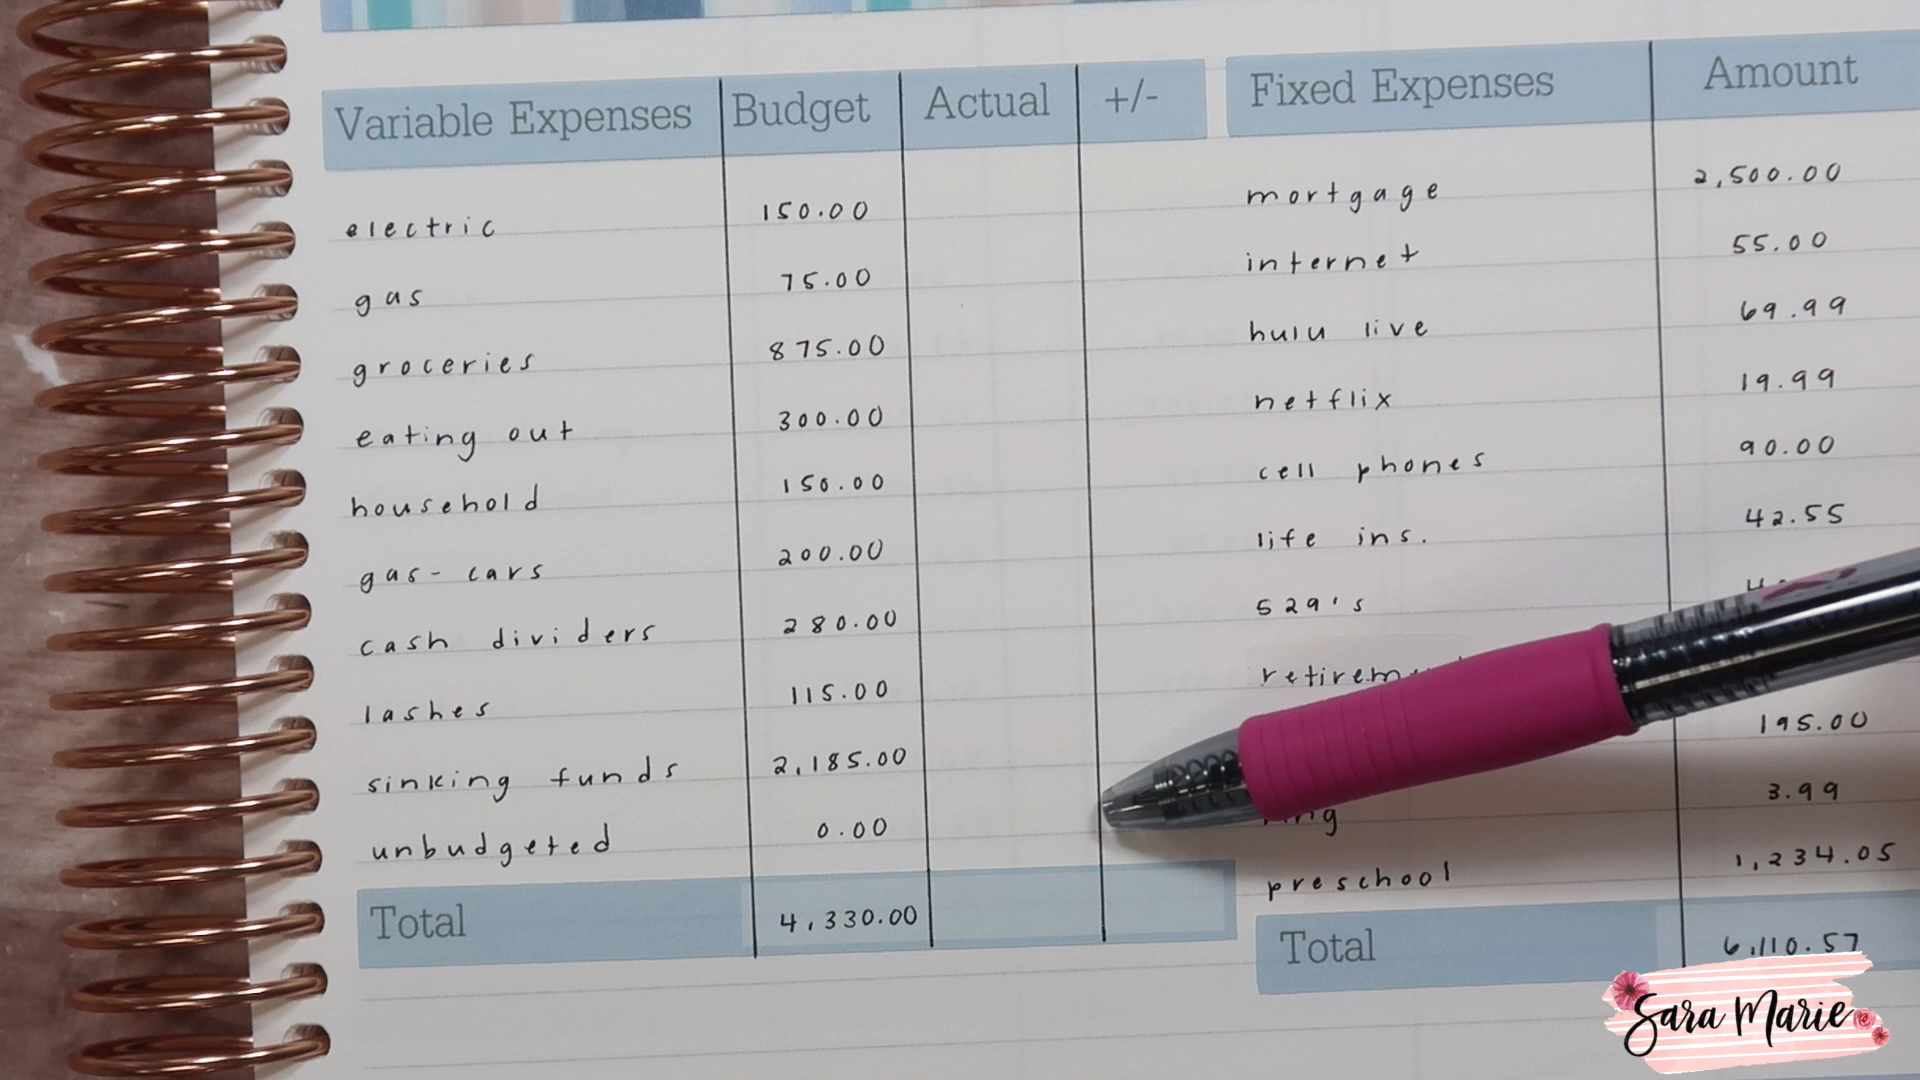 Variable Expenses Budget Actual +/-
electric 150.00
gas 75.00
groceries 875.00
eating out 300.00
household 150.00
gas- cars 200.00
cash dividers 280.00
lashes 115.00
sinking funds 2,185.00
unbudgeted 0.00
Total 4,330.00
Fixed Expenses Amount
mortgage 2,500.00
internet 55.00
hulu live 69.99
netflix 19.99
cell phones 90.00
life ins. 42.55
529's
195.00
3.99
preschool 1,234.05
Total 6,110.57
Sara Marie